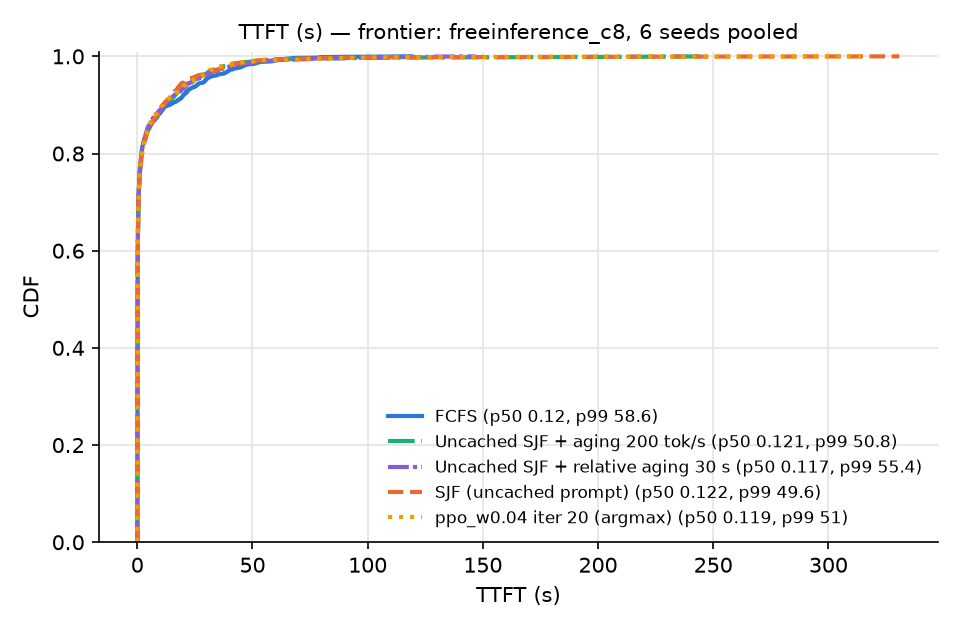 TTFT (s) — frontier: freeinference_c8, 6 seeds pooled
1.0
0.8
0.6
0.4
0.2
0.0
CDF
FCFS (p50 0.12, p99 58.6)
Uncached SJF + aging 200 tok/s (p50 0.121, p99 50.8)
Uncached SJF + relative aging 30 s (p50 0.117, p99 55.4)
SJF (uncached prompt) (p50 0.122, p99 49.6)
ppo_w0.04 iter 20 (argmax) (p50 0.119, p99 51)
0 50 100 150 200 250 300
TTFT (s)